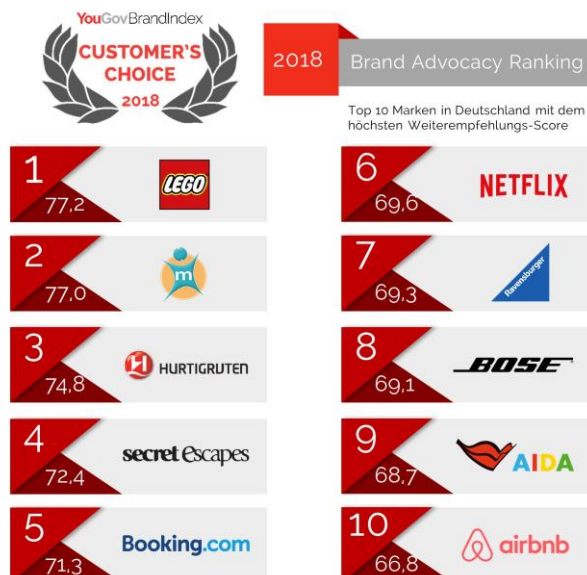 YouGov BrandIndex
CUSTOMER'S
CHOICE
2018
2018
Brand Advocacy Ranking
Top 10 Marken in Deutschland mit dem
höchsten Weiterempfehlungs-Score
1
77,2
LEGO
2
77,0
m
3
74,8
HURTIGRUTEN
4
72,4
secret escapes
5
71,3
Booking.com
6
69,6
NETFLIX
7
69,3
Ravensburger
8
69,1
BOSE
9
68,7
AIDA
10
66,8
airbnb